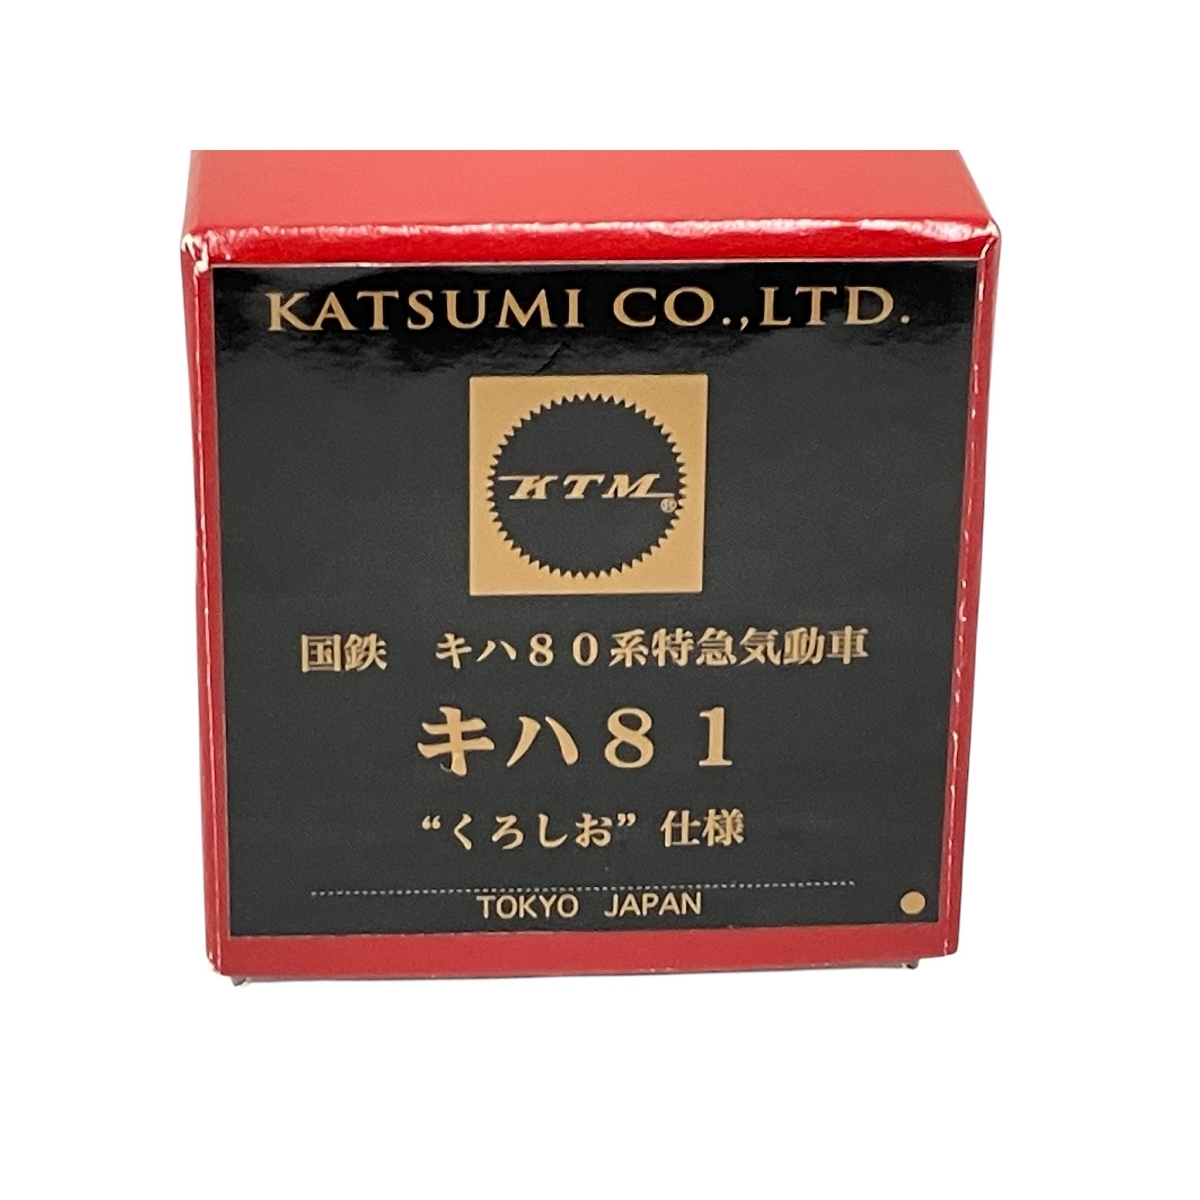 KATSUMI CO.,LTD.
KTM®
国鉄　キハ８０系特急気動車
キハ８１
“くろしお”仕様
TOKYO JAPAN